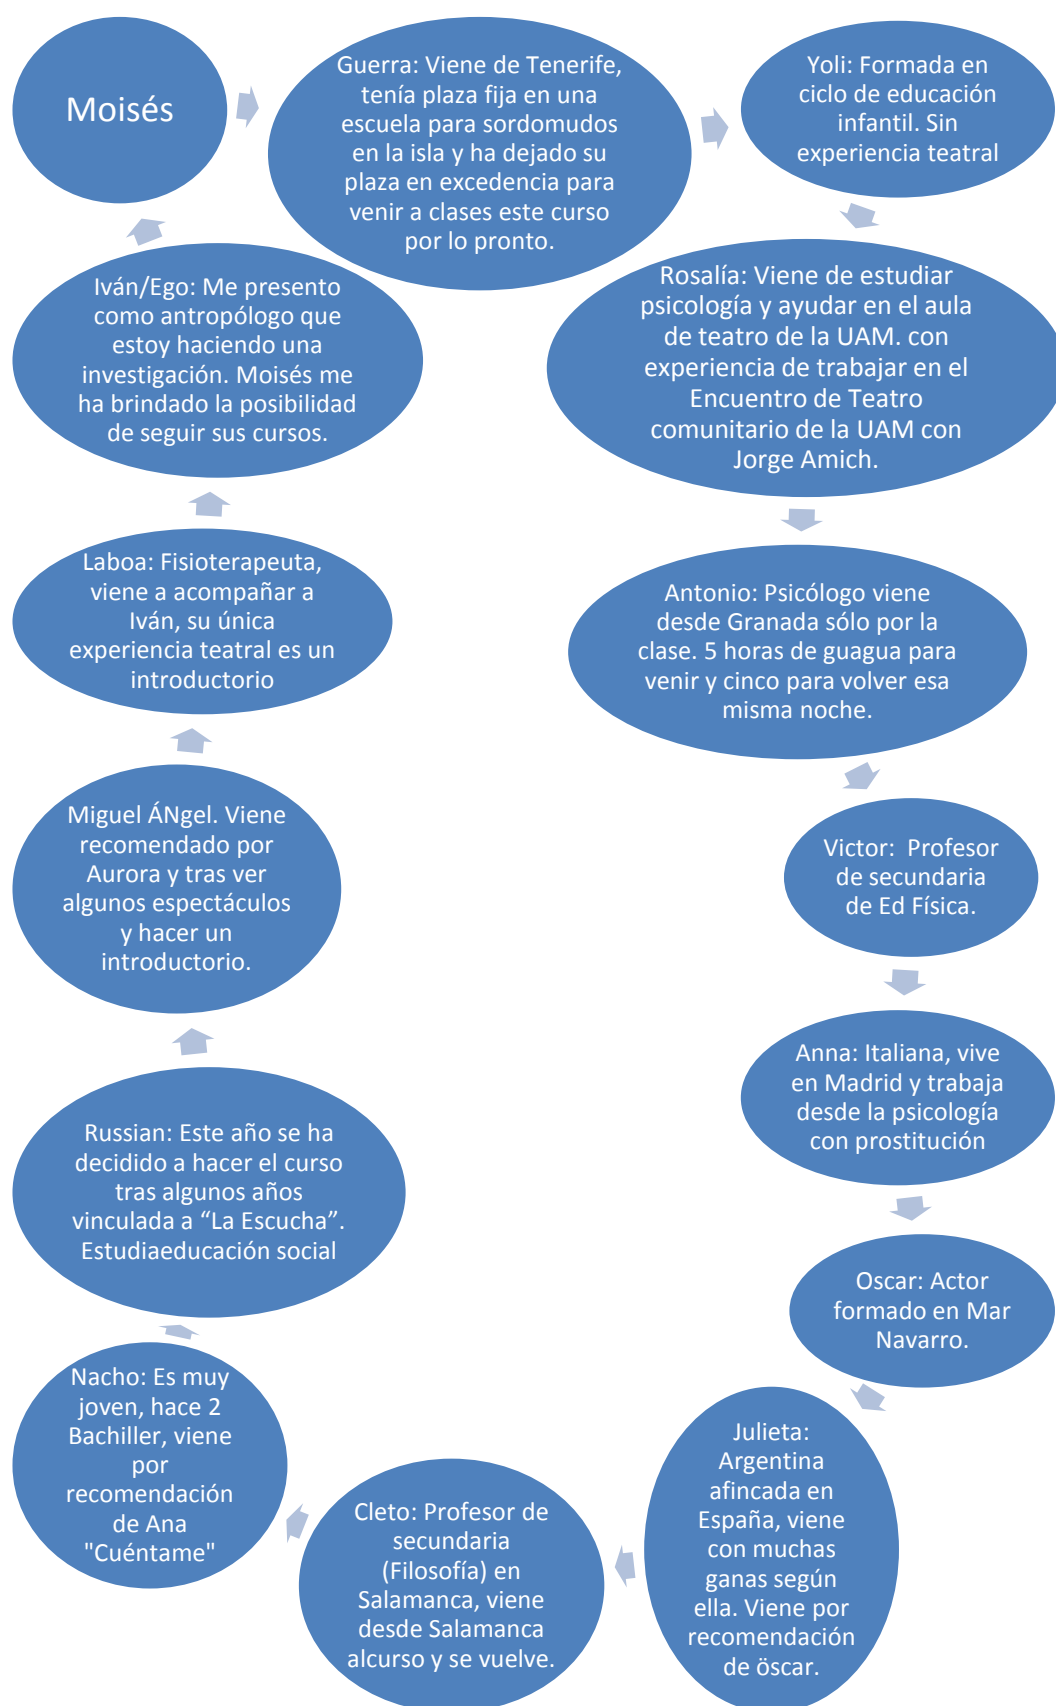 Moisés
Guerra: Viene de Tenerife,
tenía plaza fija en una
escuela para sordomudos
en la isla y ha dejado su
plaza en excedencia para
venir a clases este curso
por lo pronto.
Yoli: Formada en
ciclo de educación
infantil. Sin
experiencia teatral
Rosalía: Viene de estudiar
psicología y ayudar en el aula
de teatro de la UAM. con
experiencia de trabajar en el
Encuentro de Teatro
comunitario de la UAM con
Jorge Amich.
Antonio: Psicólogo viene
desde Granada sólo por la
clase. 5 horas de guagua para
venir y cinco para volver esa
misma noche.
Victor:  Profesor
de secundaria
de Ed Física.
Anna: Italiana, vive
en Madrid y trabaja
desde la psicología
con prostitución
Oscar: Actor
formado en Mar
Navarro.
Julieta:
Argentina
afincada en
España, viene
con muchas
ganas según
ella. Viene por
recomendación
de öscar.
Cleto: Profesor de
secundaria
(Filosofía) en
Salamanca, viene
desde Salamanca
alcurso y se vuelve.
Nacho: Es muy
joven, hace 2
Bachiller, viene
por
recomendación
de Ana
"Cuéntame"
Russian: Este año se ha
decidido a hacer el curso
tras algunos años
vinculada a “La Escucha”.
Estudiaeducación social
Miguel ÁNgel. Viene
recomendado por
Aurora y tras ver
algunos espectáculos
y hacer un
introductorio.
Laboa: Fisioterapeuta,
viene a acompañar a
Iván, su única
experiencia teatral es un
introductorio
Iván/Ego: Me presento
como antropólogo que
estoy haciendo una
investigación. Moisés me
ha brindado la posibilidad
de seguir sus cursos.